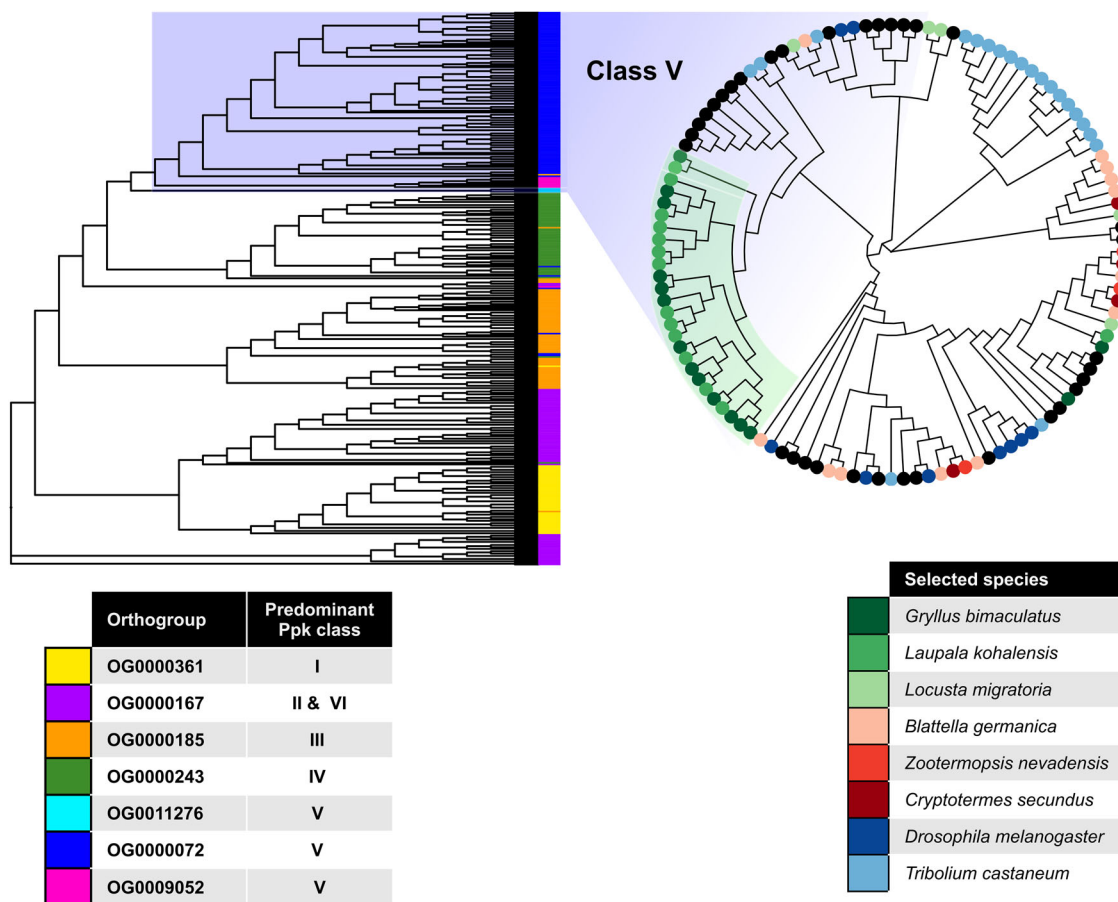 Class V
Orthogroup Predominant
Ppk class
OG0000361 I
OG0000167 II & VI
OG0000185 III
OG0000243 IV
OG0011276 V
OG0000072 V
OG0009052 V
Selected species
Gryllus bimaculatus
Laupala kohalensis
Locusta migratoria
Blattella germanica
Zootermopsis nevadensis
Cryptotermes secundus
Drosophila melanogaster
Tribolium castaneum